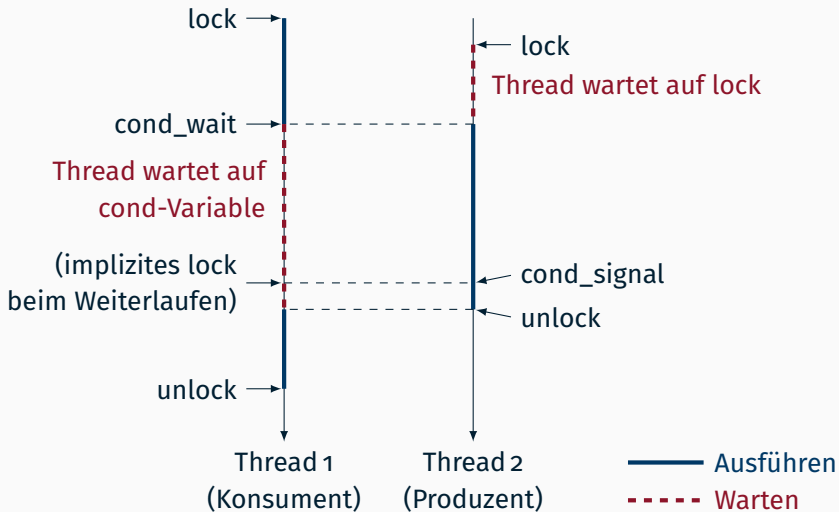 lock
lock
Thread wartet auf lock
cond_wait
Thread wartet auf
cond-Variable
(implizites lock
beim Weiterlaufen)
cond_signal
unlock
unlock
Thread 1
(Konsument)
Thread 2
(Produzent)
Ausführen
Warten